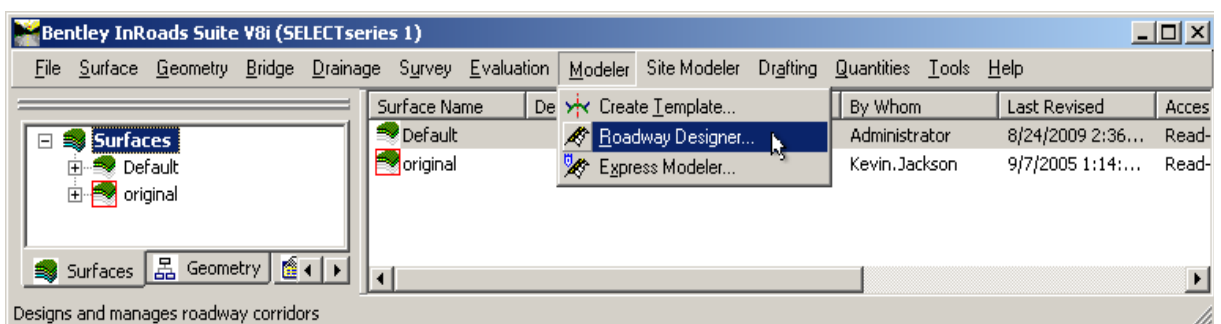 Bentley InRoads Suite V8i (SELECTseries 1)
File Surface Geometry Bridge Drainage Survey Evaluation Modeler Site Modeler Drafting Quantities Tools Help
Surface Name De By Whom Last Revised Acces
Create Template...
Surfaces
Default Administrator 8/24/2009 2:36... Read-
Roadway Designer...
Default
original Kevin.Jackson 9/7/2005 1:14:... Read-
Express Modeler...
original
Surfaces Geometry
Designs and manages roadway corridors